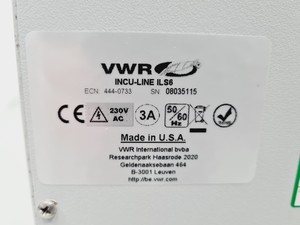 VWR
INCU-LINE ILS6
ECN: 444-0733 SN: 08035115
CE 230V AC 3A 50/60 Hz
Made in U.S.A.
VWR International bvba
Researchpark Haasrode 2020
Geldenaaksebaan 464
B-3001 Leuven
http://be.vwr.com